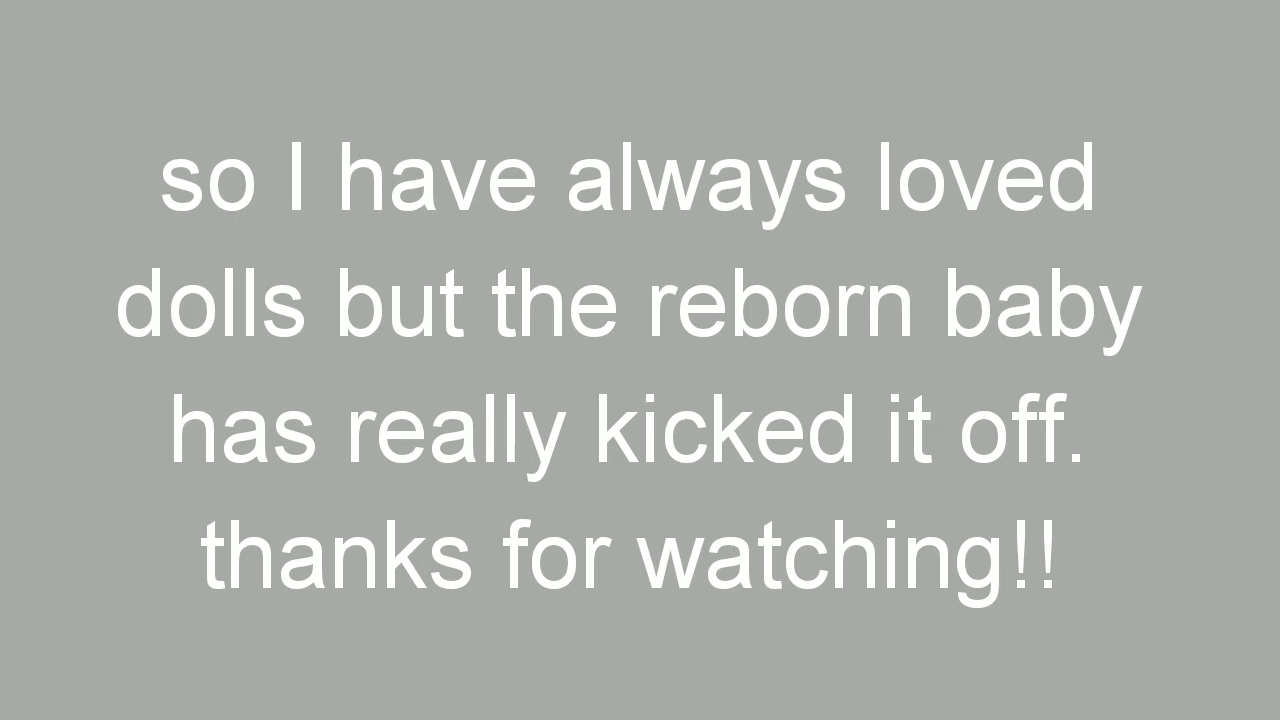 so I have always loved
dolls but the reborn baby
has really kicked it off.
thanks for watching!!